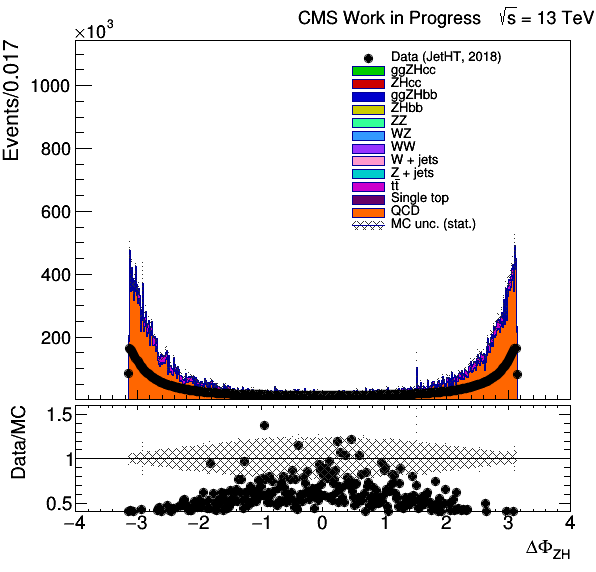 CMS Work in Progress √s = 13 TeV
×10³
Events/0.017
1000
800
600
400
200
Data (JetHT, 2018)
ggZHcc
ZHcc
ggZHbb
ZHbb
ZZ
WZ
WW
W + jets
Z + jets
tt̄
Single top
QCD
MC unc. (stat.)
Data/MC
1.5
1
0.5
−4 −3 −2 −1 0 1 2 3 4
ΔΦ_ZH